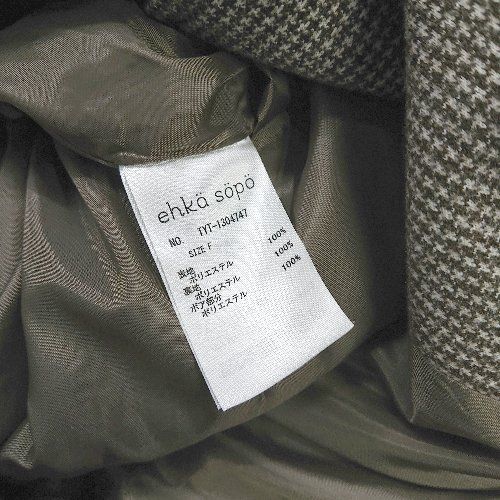 ehkä söpö
NO. TYT-1304747
SIZE F
表地
ポリエステル 100%
裏地
ポリエステル 100%
ボア部分
ポリエステル 100%